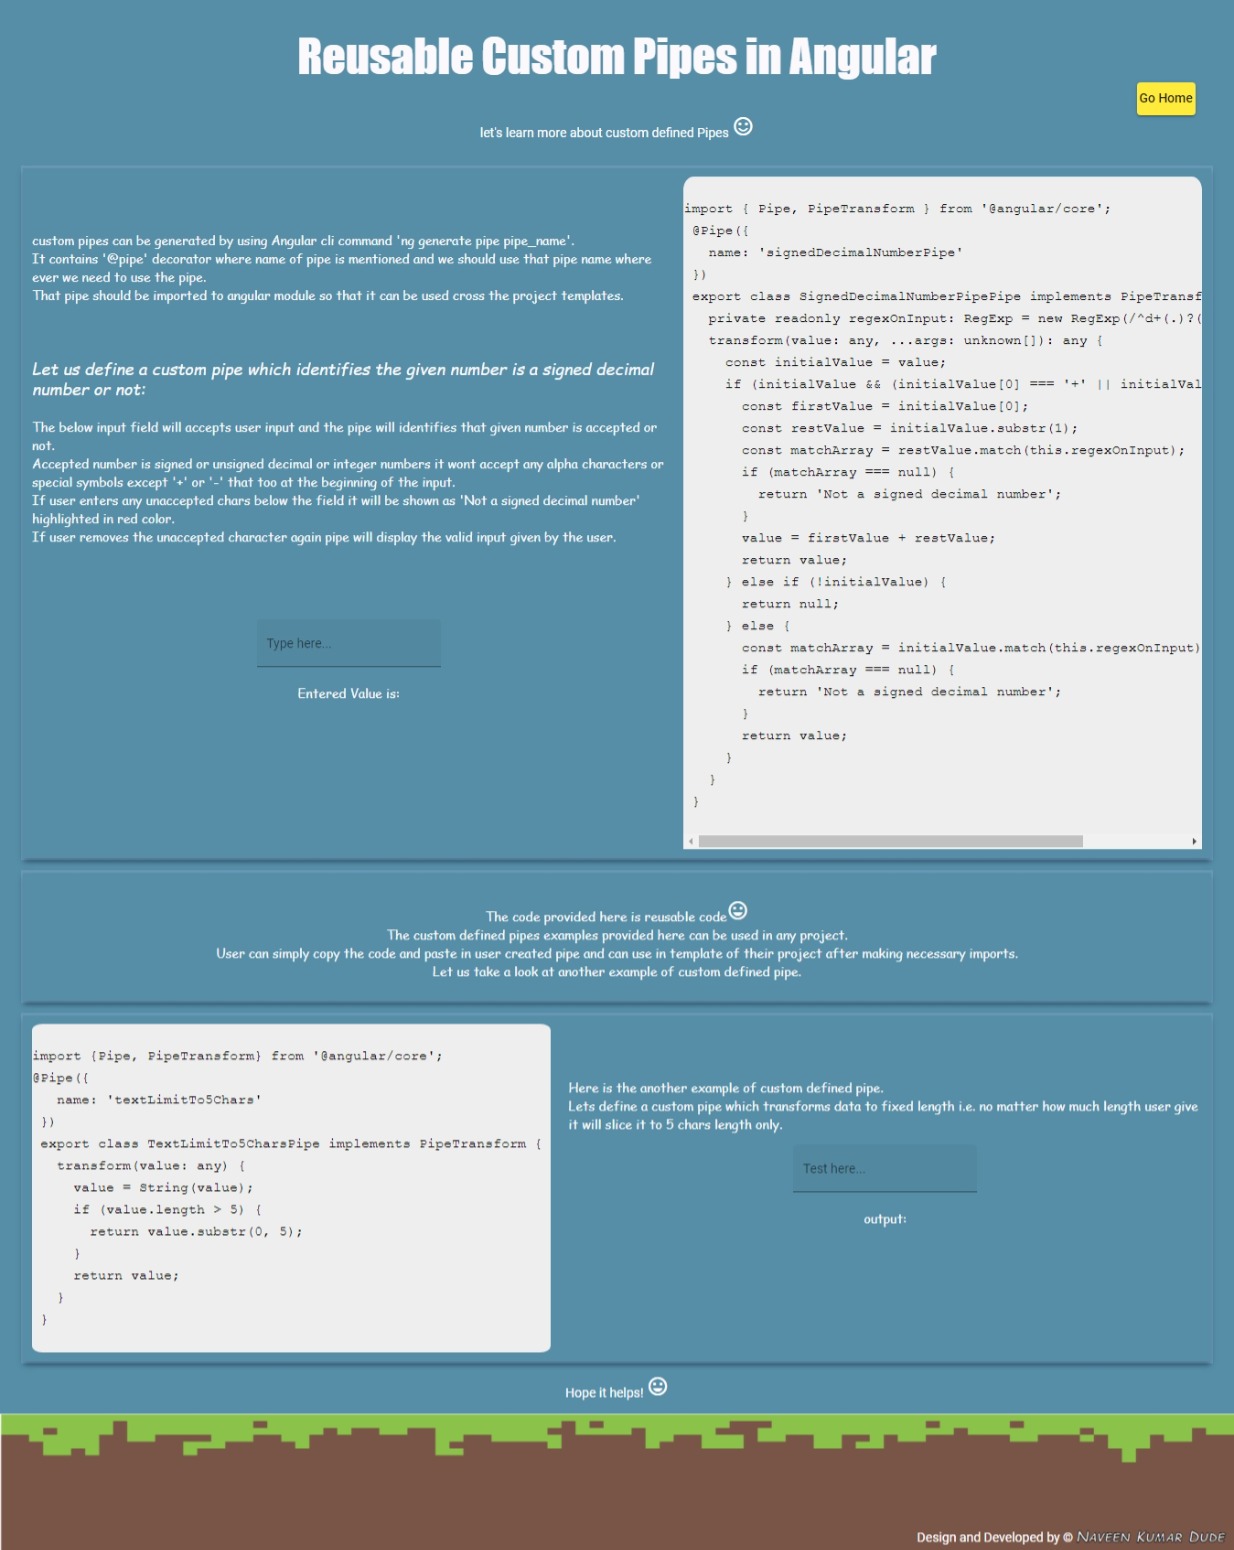 Reusable Custom Pipes in Angular
Go Home
let's learn more about custom defined Pipes
custom pipes can be generated by using Angular cli command 'ng generate pipe pipe_name'.
It contains '@pipe' decorator where name of pipe is mentioned and we should use that pipe name where
ever we need to use the pipe.
That pipe should be imported to angular module so that it can be used cross the project templates.
Let us define a custom pipe which identifies the given number is a signed decimal
number or not:
The below input field will accepts user input and the pipe will identifies that given number is accepted or
not.
Accepted number is signed or unsigned decimal or integer numbers it wont accept any alpha characters or
special symbols except '+' or '-' that too at the beginning of the input.
If user enters any unaccepted chars below the field it will be shown as 'Not a signed decimal number'
highlighted in red color.
If user removes the unaccepted character again pipe will display the valid input given by the user.
Type here...
Entered Value is:
import { Pipe, PipeTransform } from '@angular/core';
@Pipe({
name: 'signedDecimalNumberPipe'
})
export class SignedDecimalNumberPipePipe implements PipeTransf
private readonly regexOnInput: RegExp = new RegExp(/^d+(.)?(
transform(value: any, ...args: unknown[]): any {
const initialValue = value;
if (initialValue && (initialValue[0] === '+' || initialVal
const firstValue = initialValue[0];
const restValue = initialValue.substr(1);
const matchArray = restValue.match(this.regexOnInput);
if (matchArray === null) {
return 'Not a signed decimal number';
}
value = firstValue + restValue;
return value;
} else if (!initialValue) {
return null;
} else {
const matchArray = initialValue.match(this.regexOnInput)
if (matchArray === null) {
return 'Not a signed decimal number';
}
return value;
}
}
}
The code provided here is reusable code
The custom defined pipes examples provided here can be used in any project.
User can simply copy the code and paste in user created pipe and can use in template of their project after making necessary imports.
Let us take a look at another example of custom defined pipe.
import {Pipe, PipeTransform} from '@angular/core';
@Pipe({
name: 'textLimitTo5Chars'
})
export class TextLimitTo5CharsPipe implements PipeTransform {
transform(value: any) {
value = String(value);
if (value.length > 5) {
return value.substr(0, 5);
}
return value;
}
}
Here is the another example of custom defined pipe.
Lets define a custom pipe which transforms data to fixed length i.e. no matter how much length user give
it will slice it to 5 chars length only.
Test here...
output:
Hope it helps!
Design and Developed by © Naveen Kumar Dude